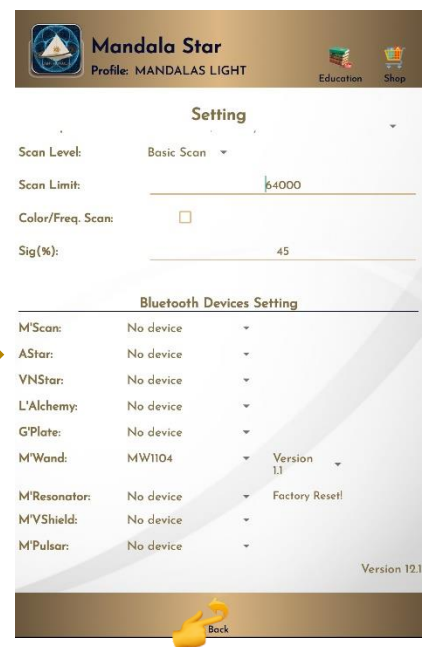 Mandala Star
Profile: MANDALAS LIGHT
Education
Shop
Setting
Scan Level: Basic Scan
Scan Limit: 64000
Color/Freq. Scan:
Sig(%): 45
Bluetooth Devices Setting
M'Scan: No device
AStar: No device
VNStar: No device
L'Alchemy: No device
G'Plate: No device
M'Wand: MW1104 Version
1.1
M'Resonator: No device Factory Reset!
M'VShield: No device
M'Pulsar: No device
Version 12.1
Back